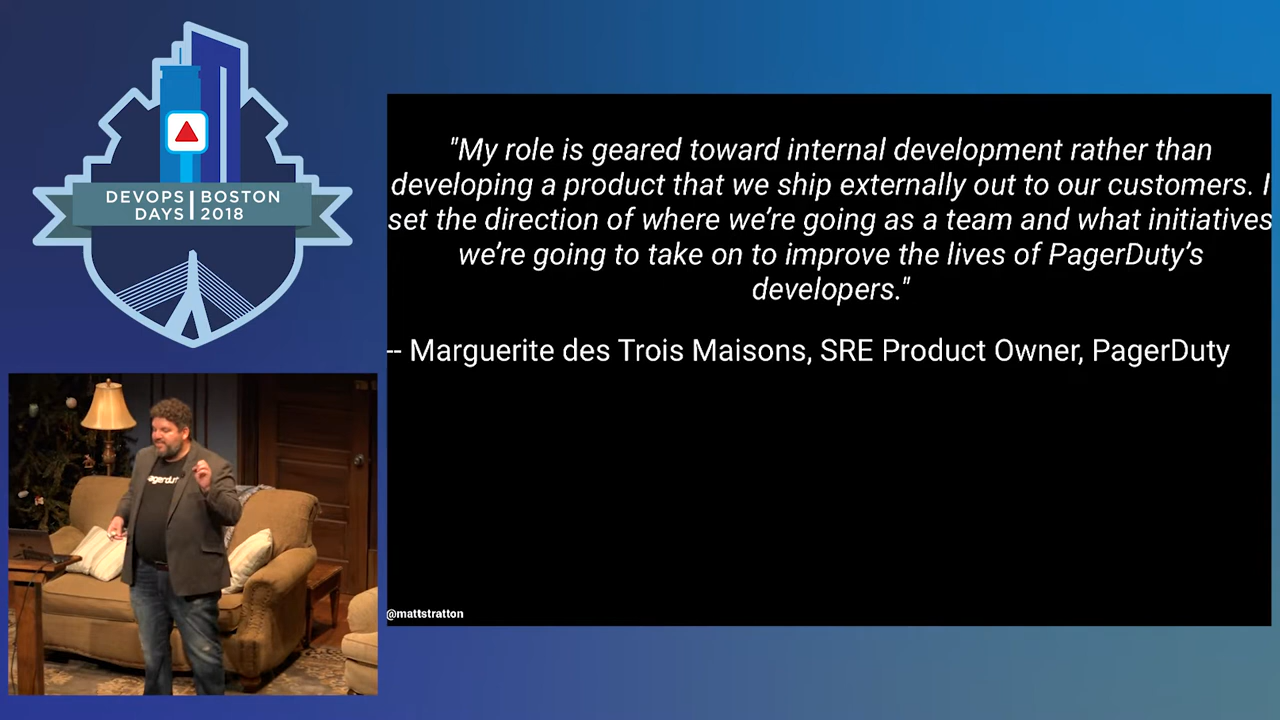 DEVOPS BOSTON
DAYS 2018
"My role is geared toward internal development rather than
developing a product that we ship externally out to our customers. I
set the direction of where we're going as a team and what initiatives
we're going to take on to improve the lives of PagerDuty's
developers."
-- Marguerite des Trois Maisons, SRE Product Owner, PagerDuty
@mattstratton